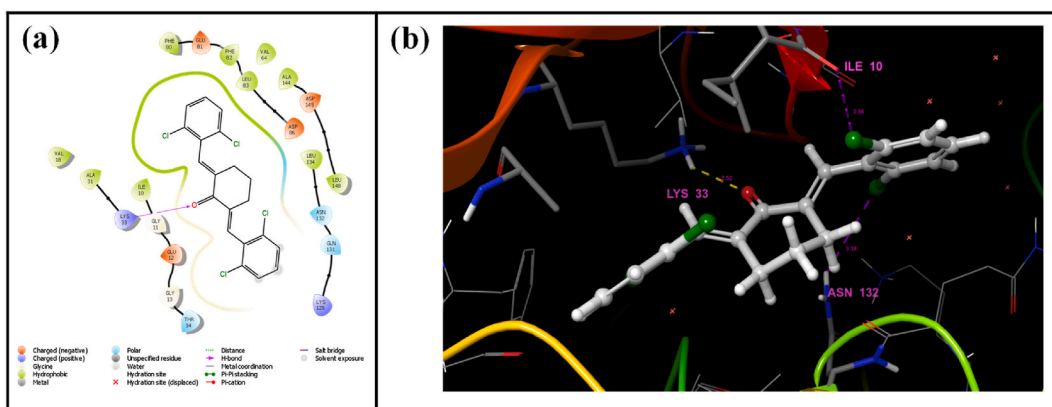 (a)
PHE
80
GLU
81
PHE
82
VAL
64
LEU
83
ALA
144
ASP
145
ASP
86
Cl
Cl
LEU
134
LEU
148
VAL
18
ALA
31
LYS
33
ILE
10
GLY
11
O
Cl
ASN
132
GLN
131
GLU
12
GLY
13
THR
14
Cl
LYS
Charged (negative)
Charged (positive)
Glycine
Hydrophobic
Metal
Polar
Unspecified residue
Water
Hydration site
Hydration site (displaced)
Distance
H-bond
Metal coordination
Pi-Pi stacking
Pi-cation
Salt bridge
Solvent exposure
(b)
ILE 10
LYS 33
ASN 132